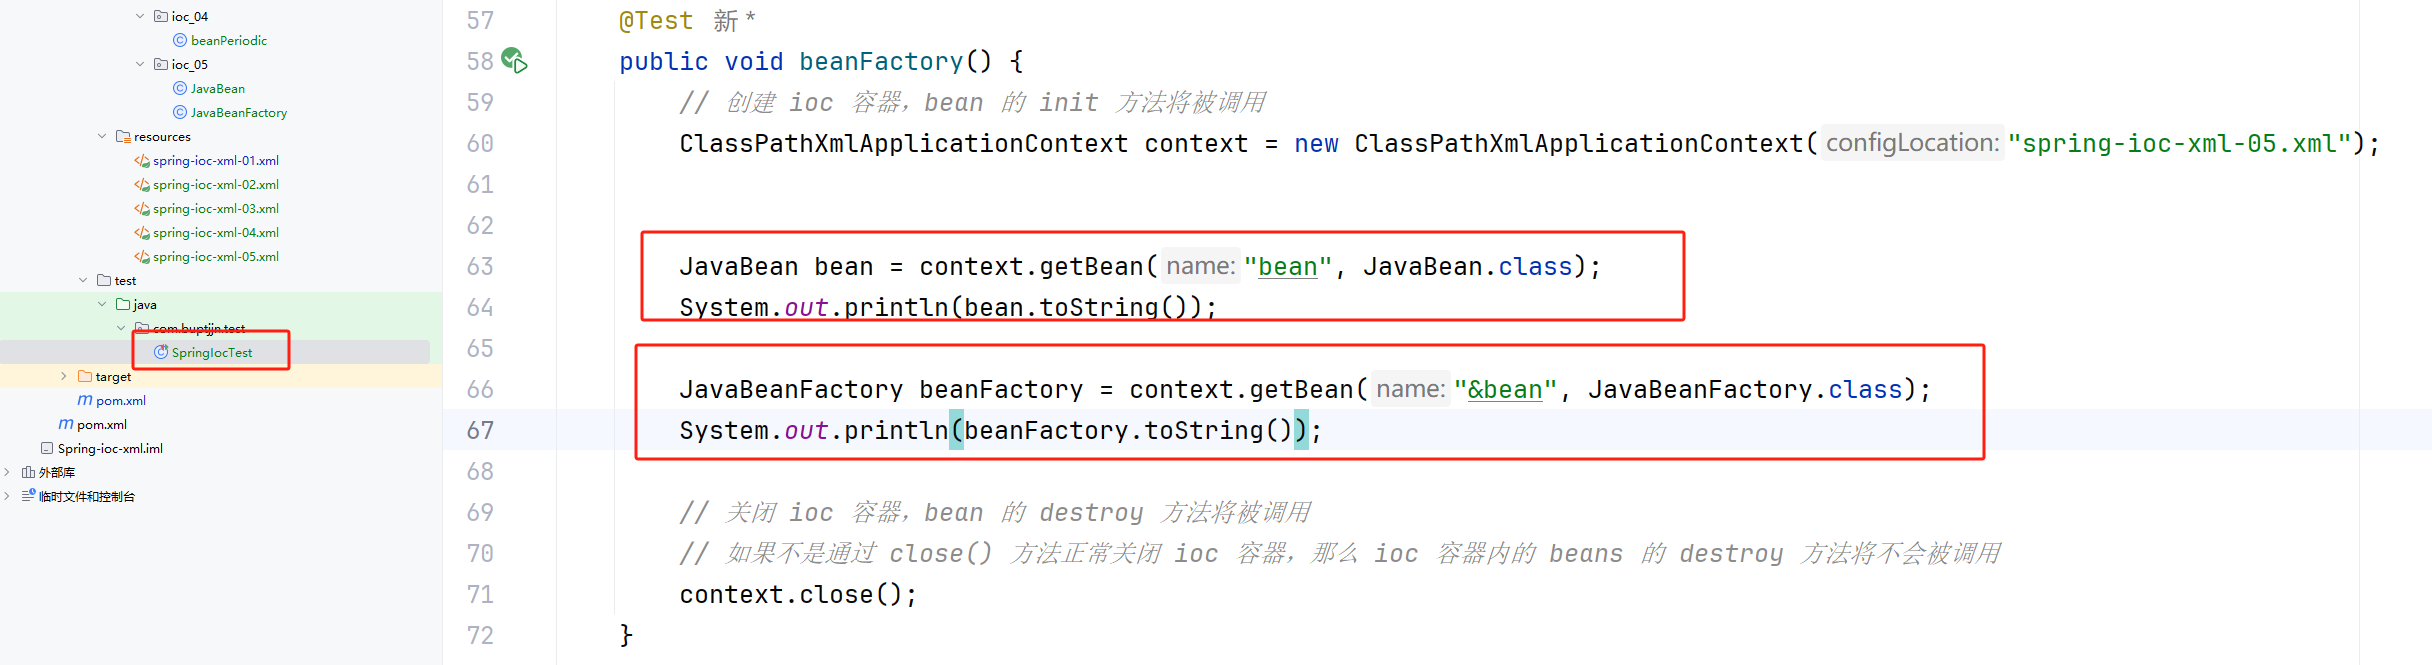 ioc_04
beanPeriodic
ioc_05
JavaBean
JavaBeanFactory
resources
spring-ioc-xml-01.xml
spring-ioc-xml-02.xml
spring-ioc-xml-03.xml
spring-ioc-xml-04.xml
spring-ioc-xml-05.xml
test
java
com.buptjjn.test
SpringIocTest
target
pom.xml
pom.xml
Spring-ioc-xml.iml
外部库
临时文件和控制台
57 @Test 新 *
58 public void beanFactory() {
59 // 创建 ioc 容器，bean 的 init 方法将被调用
60 ClassPathXmlApplicationContext context = new ClassPathXmlApplicationContext( configLocation: "spring-ioc-xml-05.xml");
61
62
63 JavaBean bean = context.getBean( name: "bean", JavaBean.class);
64 System.out.println(bean.toString());
65
66 JavaBeanFactory beanFactory = context.getBean( name: "&bean", JavaBeanFactory.class);
67 System.out.println(beanFactory.toString());
68
69 // 关闭 ioc 容器，bean 的 destroy 方法将被调用
70 // 如果不是通过 close() 方法正常关闭 ioc 容器，那么 ioc 容器内的 beans 的 destroy 方法将不会被调用
71 context.close();
72 }